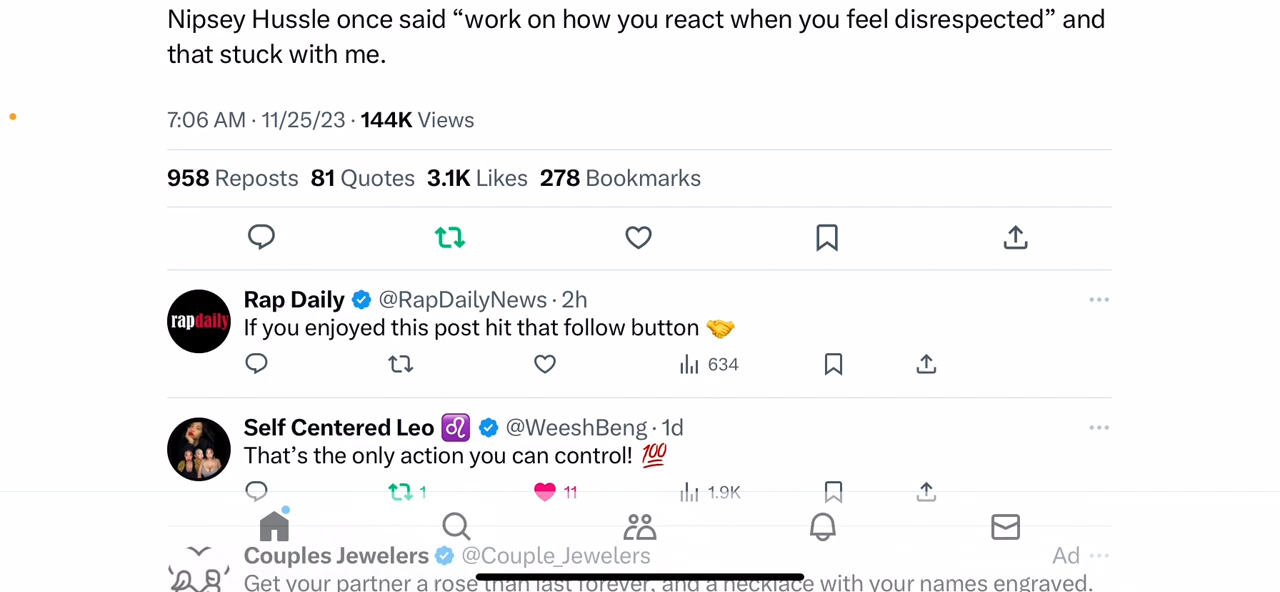 Nipsey Hussle once said “work on how you react when you feel disrespected” and
that stuck with me.
7:06 AM · 11/25/23 · 144K Views
958 Reposts 81 Quotes 3.1K Likes 278 Bookmarks
rapdaily
Rap Daily @RapDailyNews · 2h
If you enjoyed this post hit that follow button 🤝
634
Self Centered Leo ♌ @WeeshBeng · 1d
That’s the only action you can control! 💯
1 11 1.9K
Couples Jewelers @Couple_Jewelers Ad
Get your partner a rose than last forever, and a necklace with your names engraved.